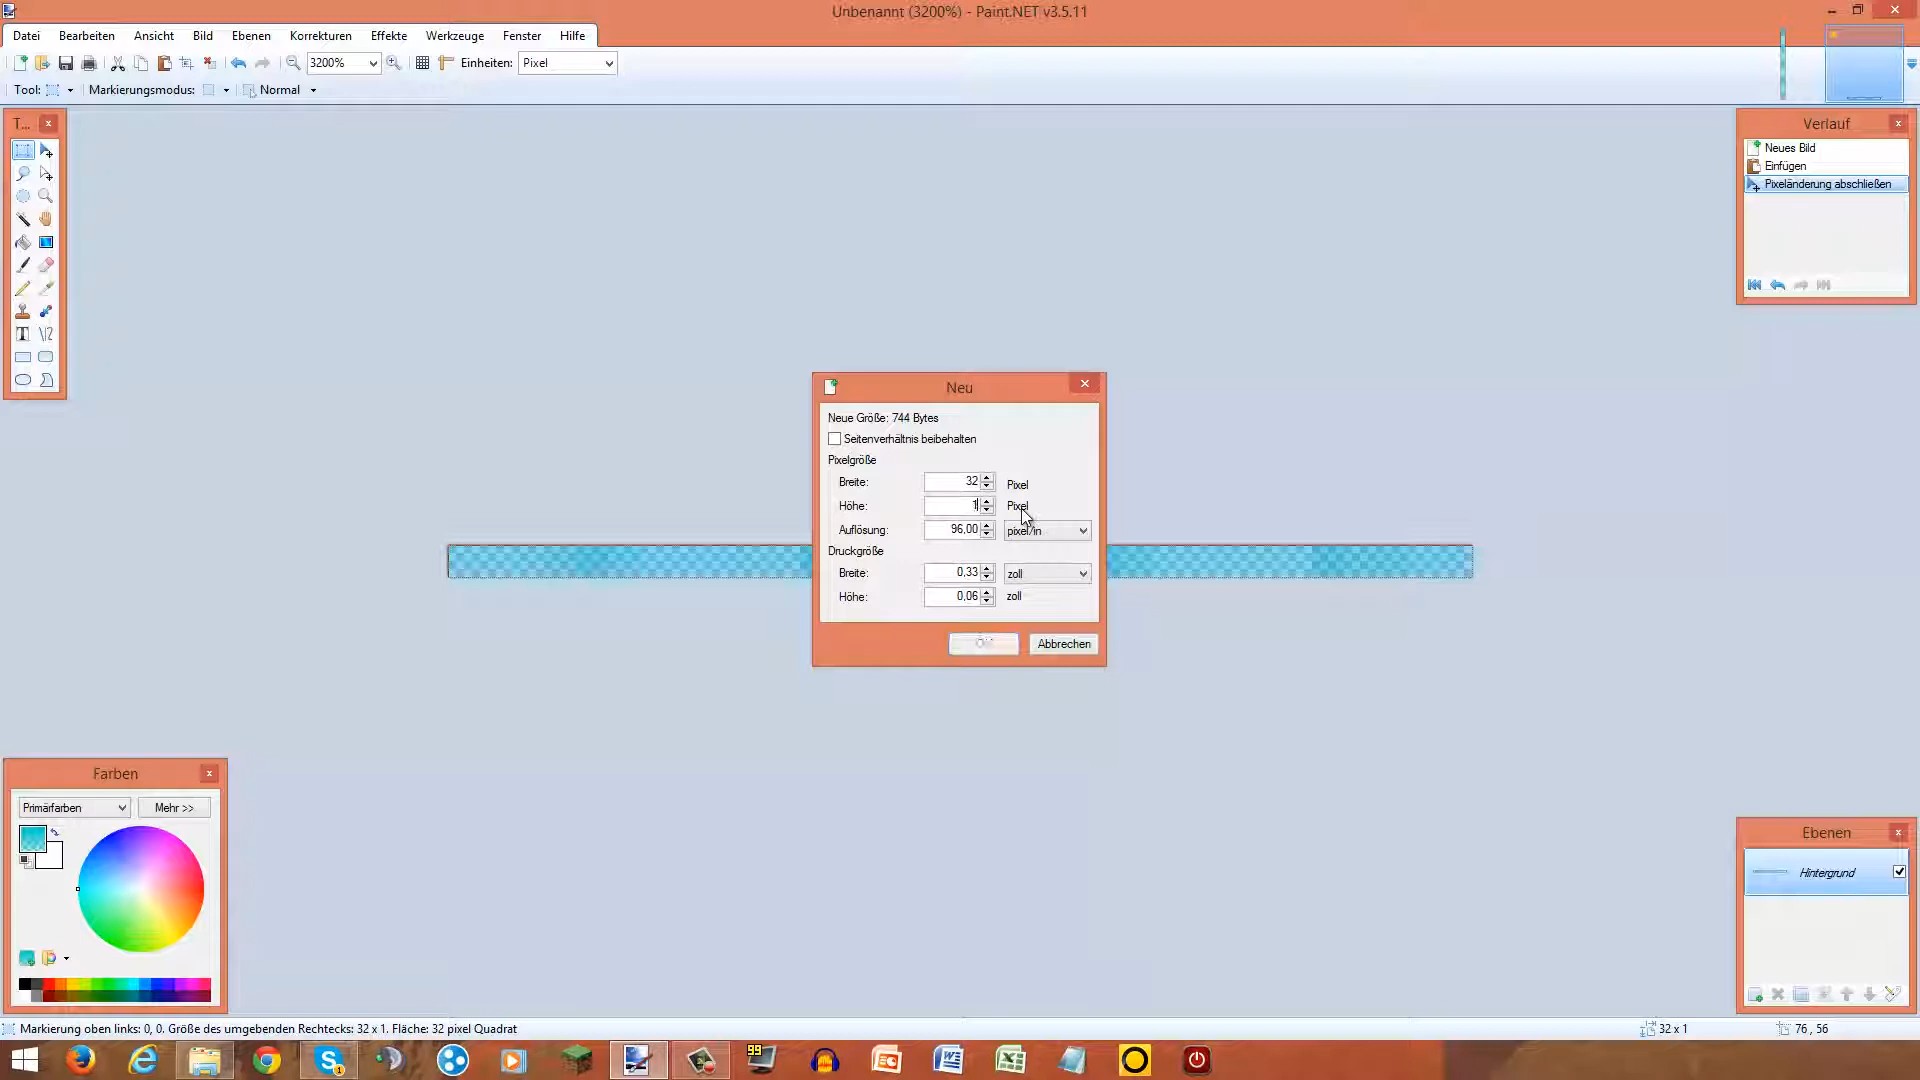 Unbenannt (3200%) - Paint.NET v3.5.11
Datei Bearbeiten Ansicht Bild Ebenen Korrekturen Effekte Werkzeuge Fenster Hilfe
3200% Einheiten: Pixel
Tool: Markierungsmodus: Normal
T...
Verlauf
Neues Bild
Einfügen
Pixeländerung abschließen
Neu
Neue Größe: 744 Bytes
Seitenverhältnis beibehalten
Pixelgröße
Breite: 32 Pixel
Höhe: 1 Pixel
Auflösung: 96,00 pixel/in
Druckgröße
Breite: 0,33 zoll
Höhe: 0,06 zoll
OK Abbrechen
Farben
Primärfarben Mehr >>
Ebenen
Hintergrund
Markierung oben links: 0, 0. Größe des umgebenden Rechtecks: 32 x 1. Fläche: 32 pixel Quadrat
32 x 1 76, 56
99